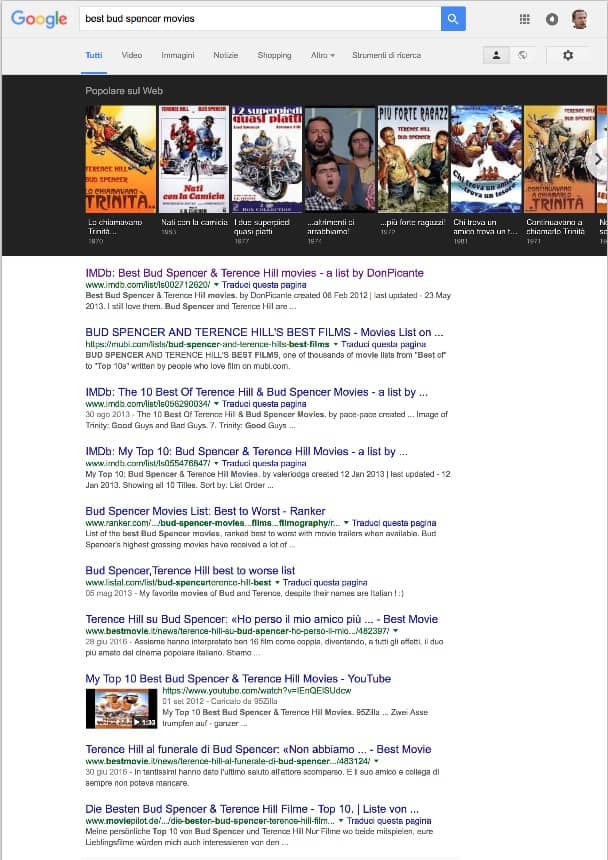 Google
best bud spencer movies
Tutti Video Immagini Notizie Shopping Altro Strumenti di ricerca
Popolare sul Web
TERENCE HILL
BUD SPENCER
LO CHIAMAVANO
TRINITÀ
TERENCE HILL BUD SPENCER
Nati
con la Camicia
I 2 superpiedi
quasi piatti
PIÙ FORTE RAGAZZI
TERENCE HILL
BUD SPENCER
Chi trova un
amico, trova un
tesoro
TRINITÀ
Lo chiamavano
Trinità...
1970
Nati con la camicia
1983
I due superpiedi
quasi piatti
1977
...altrimenti ci
arrabbiamo!
1974
...più forte ragazzi!
1972
Chi trova un
amico trova un t...
1981
Continuavano a
chiamarlo Trinità
1971
IMDb: Best Bud Spencer & Terence Hill movies - a list by DonPicante
www.imdb.com/list/ls002712620/ Traduci questa pagina
Best Bud Spencer & Terence Hill movies. by DonPicante created 06 Feb 2012 | last updated - 23 May
2013. I still love them. Bud Spencer and Terence Hill are ...
BUD SPENCER AND TERENCE HILL'S BEST FILMS - Movies List on ...
https://mubi.com/lists/bud-spencer-and-terence-hills-best-films Traduci questa pagina
BUD SPENCER AND TERENCE HILL'S BEST FILMS, one of thousands of movie lists from "Best of"
to "Top 10s" written by people who love film on mubi.com.
IMDb: The 10 Best Of Terence Hill & Bud Spencer Movies - a list by ...
www.imdb.com/list/ls056290034/ Traduci questa pagina
30 ago 2013 - The 10 Best Of Terence Hill & Bud Spencer Movies. by pace-pace created ... Image of
Trinity: Good Guys and Bad Guys. 7. Trinity: Good Guys ...
IMDb: My Top 10: Bud Spencer & Terence Hill Movies - a list by ...
www.imdb.com/list/ls055476847/ Traduci questa pagina
My Top 10: Bud Spencer & Terence Hill Movies. by valeriodgs created 12 Jan 2013 | last updated - 12
Jan 2013. Showing all 10 Titles. Sort by: List Order ...
Bud Spencer Movies List: Best to Worst - Ranker
www.ranker.com/.../bud-spencer-movies...films...filmography/r... Traduci questa pagina
List of the best Bud Spencer movies, ranked best to worst with movie trailers when available. Bud
Spencer's highest grossing movies have received a lot of ...
Bud Spencer,Terence Hill best to worse list
www.listal.com/list/bud-spencerterence-hill-best Traduci questa pagina
05 mag 2013 - My favorite movies of Bud and Terence, despite their names are Italian ! :)
Terence Hill su Bud Spencer: «Ho perso il mio amico più ... - Best Movie
www.bestmovie.it/news/terence-hill-su-bud-spencer-ho-perso-il-mio.../482397/
28 giu 2016 - Assieme hanno interpretato ben 16 film come coppia, diventando, a tutti gli effetti, il duo
più amato del cinema popolare italiano. Stiamo ...
My Top 10 Best Bud Spencer & Terence Hill Movies - YouTube
https://www.youtube.com/watch?v=IEnQEISUdcw
1:33
01 set 2012 - Caricato da 95Zilla
My Top 10 Best Bud Spencer & Terence Hill Movies. 95Zilla ... Zwei Asse
trumpfen auf - ganzer ...
Terence Hill al funerale di Bud Spencer: «Non abbiamo ... - Best Movie
www.bestmovie.it/news/terence-hill-al-funerale-di-bud-spencer.../483124/
30 giu 2016 - In tantissimi hanno dato l'ultimo saluto all'attore scomparso. E il suo amico e collega di
sempre non poteva mancare.
Die Besten Bud Spencer & Terence Hill Filme - Top 10. | Liste von ...
www.moviepilot.de/.../die-besten-bud-spencer-terence-hill-film... Traduci questa pagina
Meine persönliche Top 10 von Bud Spencer und Terence Hill Nur Filme wo beide mitspielen, eure
Lieblingsfilme würden mich auch interessieren von den ...